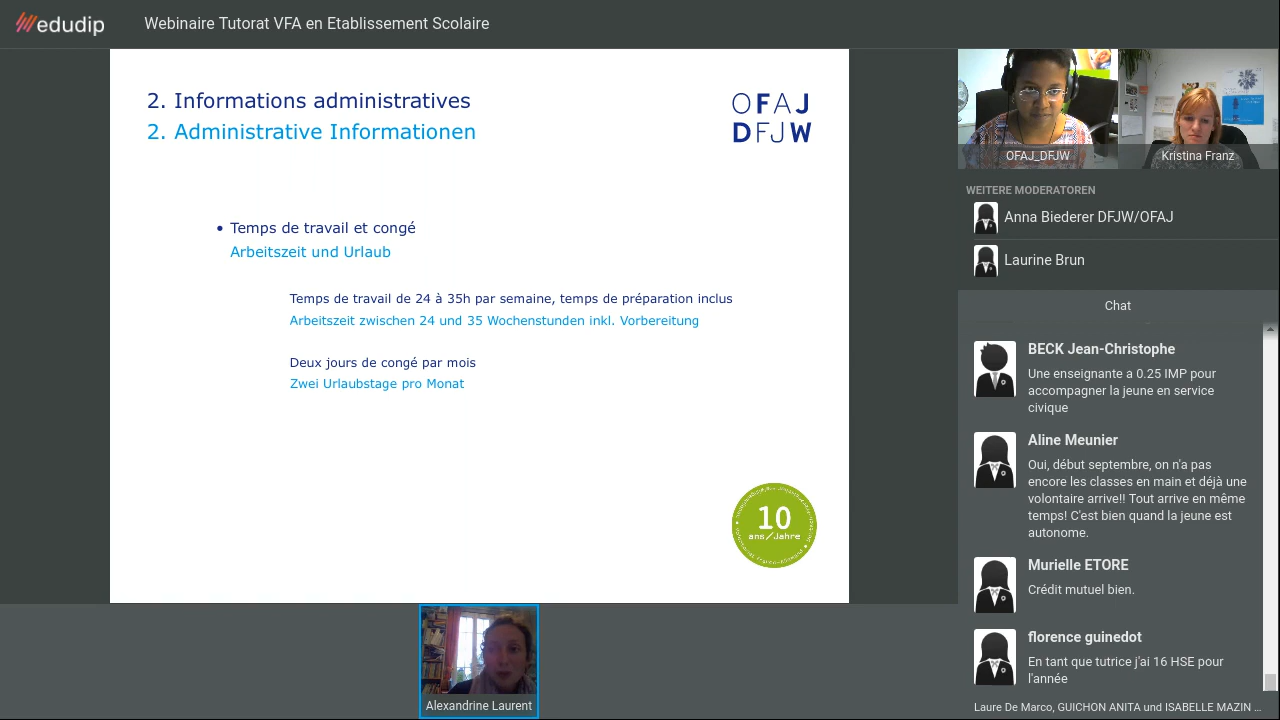 edudip
Webinaire Tutorat VFA en Etablissement Scolaire
2. Informations administratives
2. Administrative Informationen
OFAJ
DFJW
• Temps de travail et congé
Arbeitszeit und Urlaub
Temps de travail de 24 à 35h par semaine, temps de préparation inclus
Arbeitszeit zwischen 24 und 35 Wochenstunden inkl. Vorbereitung
Deux jours de congé par mois
Zwei Urlaubstage pro Monat
10
ans/Jahre
Alexandrine Laurent
OFAJ_DFJW
Kristina Franz
WEITERE MODERATOREN
Anna Biederer DFJW/OFAJ
Laurine Brun
Chat
BECK Jean-Christophe
Une enseignante a 0.25 IMP pour
accompagner la jeune en service
civique
Aline Meunier
Oui, début septembre, on n'a pas
encore les classes en main et déjà une
volontaire arrive!! Tout arrive en même
temps! C'est bien quand la jeune est
autonome.
Murielle ETORE
Crédit mutuel bien.
florence guinedot
En tant que tutrice j'ai 16 HSE pour
l'année
Laure De Marco, GUICHON ANITA und ISABELLE MAZIN ...